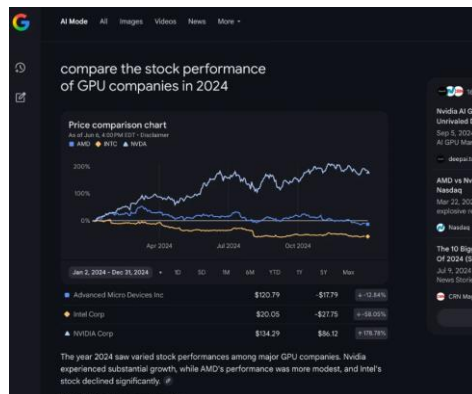 AI Mode All Images Videos News More
compare the stock performance
of GPU companies in 2024
Price comparison chart
As of Jun 6, 4:00 PM EDT • Disclaimer
AMD INTC NVDA
200%
100%
0%
Apr 2024 Jul 2024 Oct 2024
Jan 2, 2024 - Dec 31, 2024 1D 5D 1M 6M YTD 1Y 5Y Max
Advanced Micro Devices Inc $120.79 -$17.79 ↓-12.84%
Intel Corp $20.05 -$27.75 ↓-58.05%
NVIDIA Corp $134.29 $86.12 ↑178.78%
The year 2024 saw varied stock performances among major GPU companies. Nvidia
experienced substantial growth, while AMD's performance was more modest, and Intel's
stock declined significantly.
Nvidia AI G
Unrivaled D
Sep 5, 2024
AI GPU Mar
deepai.t
AMD vs Nv
Nasdaq
Mar 22, 202
explosive r
Nasdaq
The 10 Bigg
Of 2024 (S
Jul 9, 2024
News Storie
CRN Mag